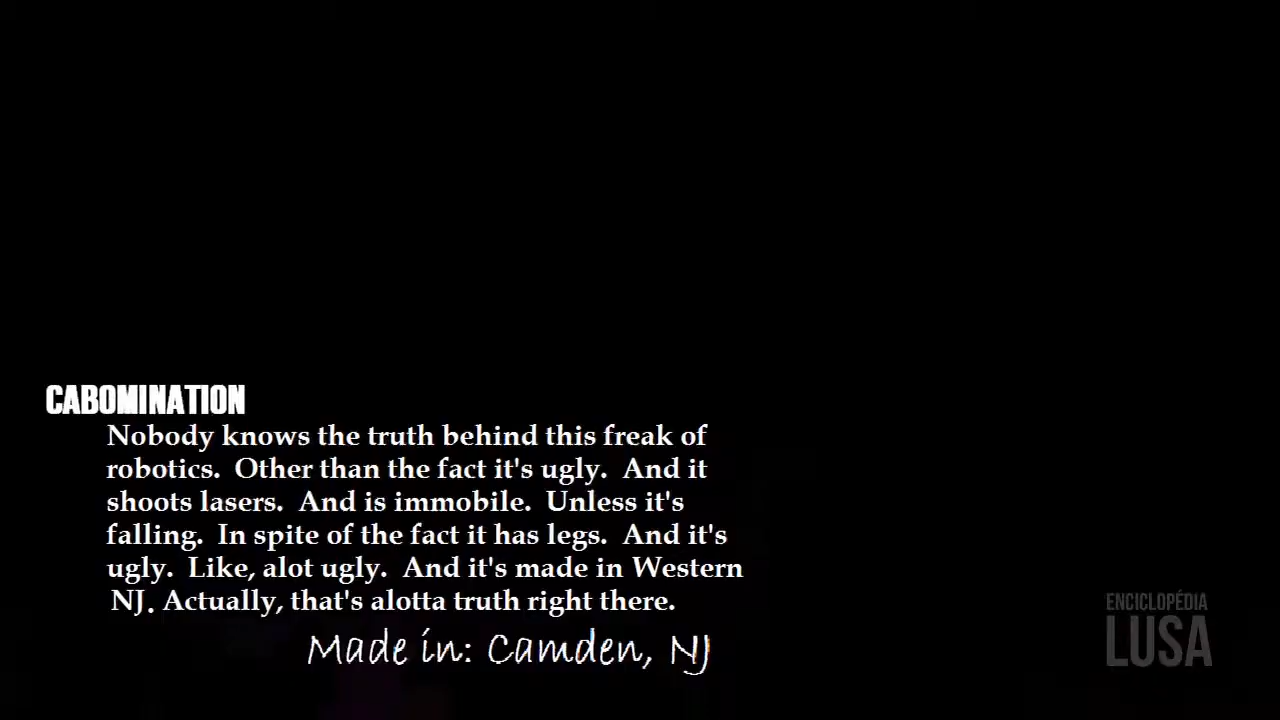 CABOMINATION
Nobody knows the truth behind this freak of
robotics.  Other than the fact it's ugly.  And it
shoots lasers.  And is immobile.  Unless it's
falling.  In spite of the fact it has legs.  And it's
ugly.  Like, alot ugly.  And it's made in Western
NJ. Actually, that's alotta truth right there.
Made in: Camden, NJ
ENCICLOPÉDIA
LUSA